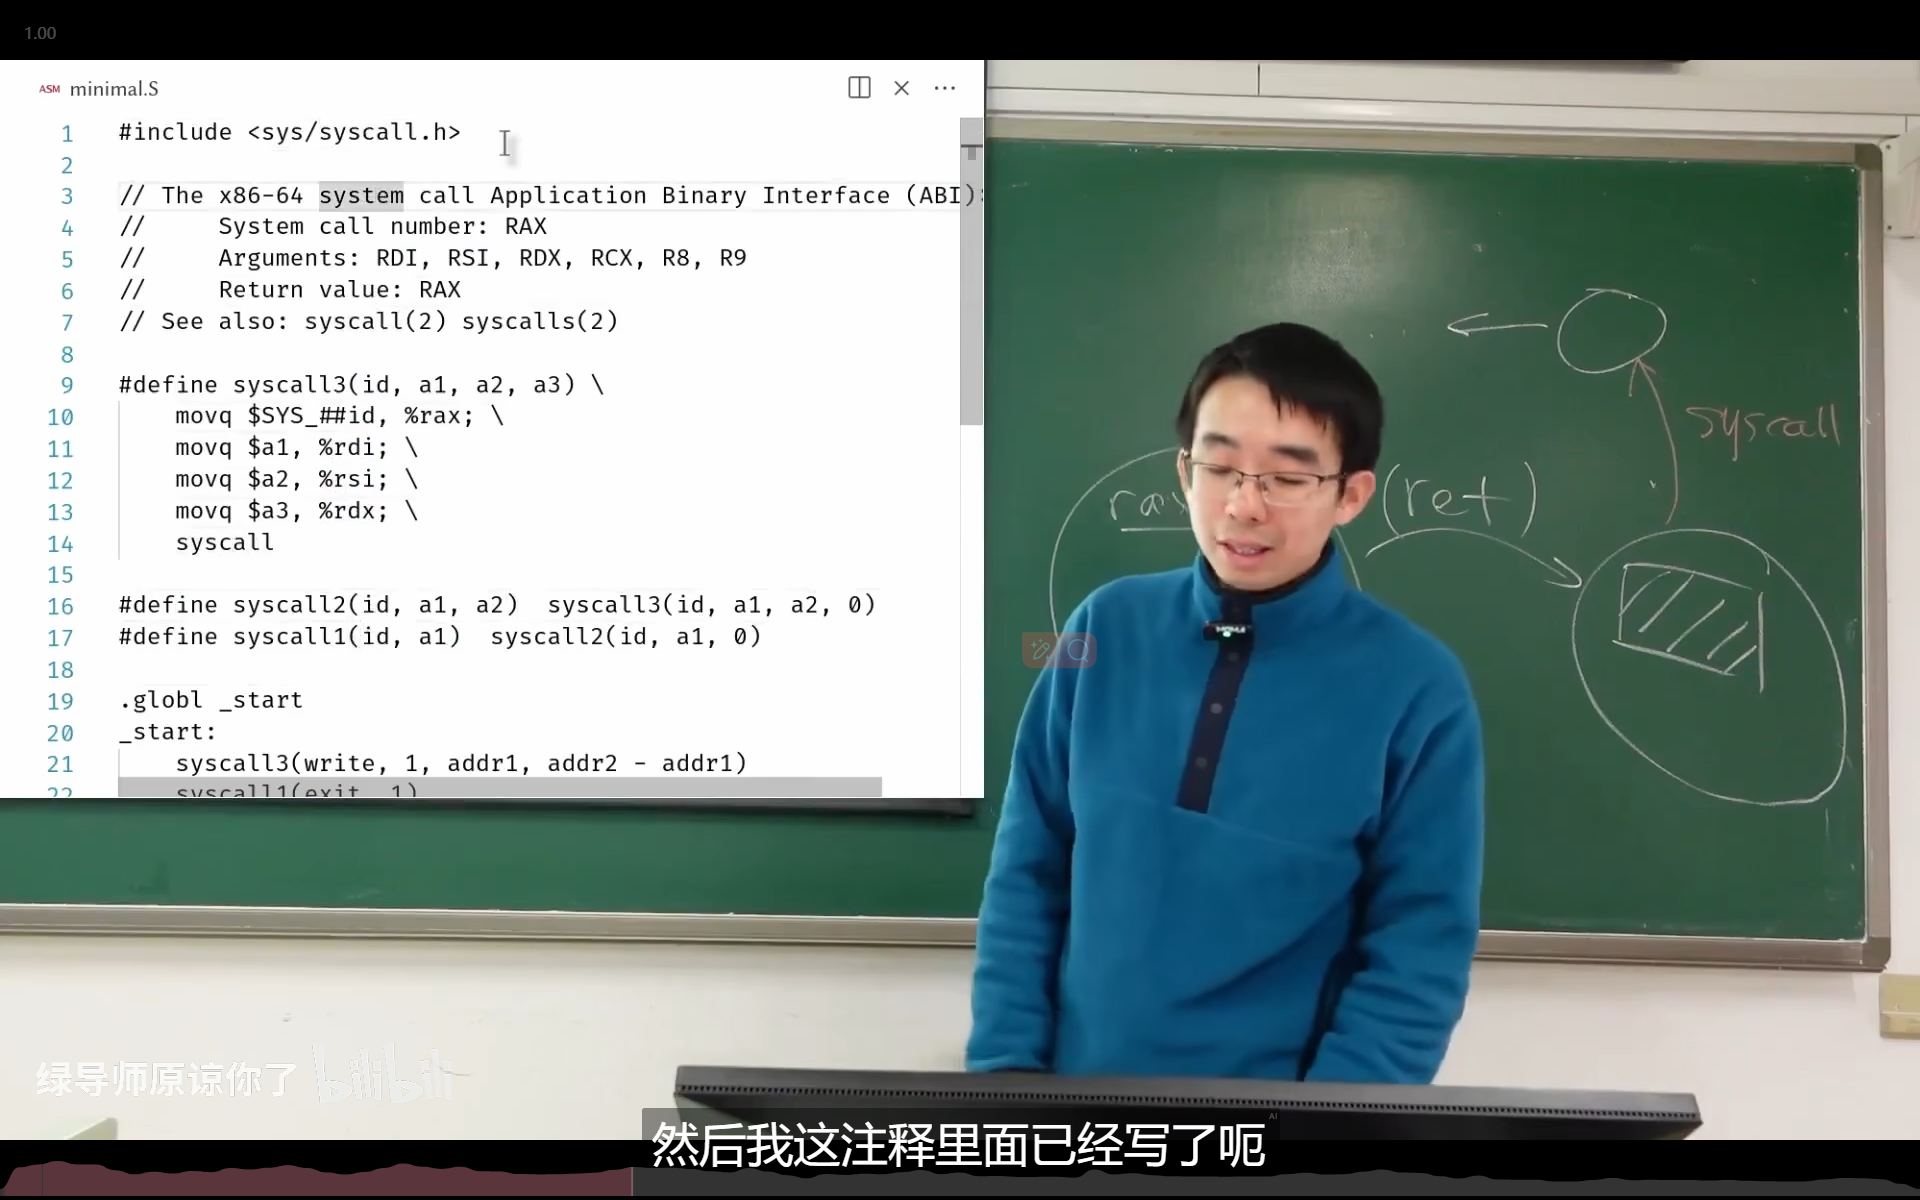 1.00
ASM minimal.S
1 #include <sys/syscall.h>
2
3 // The x86-64 system call Application Binary Interface (ABI):
4 //     System call number: RAX
5 //     Arguments: RDI, RSI, RDX, RCX, R8, R9
6 //     Return value: RAX
7 // See also: syscall(2) syscalls(2)
8
9 #define syscall3(id, a1, a2, a3) \
10     movq $SYS_##id, %rax; \
11     movq $a1, %rdi; \
12     movq $a2, %rsi; \
13     movq $a3, %rdx; \
14     syscall
15
16 #define syscall2(id, a1, a2)  syscall3(id, a1, a2, 0)
17 #define syscall1(id, a1)  syscall2(id, a1, 0)
18
19 .globl _start
20 _start:
21     syscall3(write, 1, addr1, addr2 - addr1)
22     syscall1(exit, 1)
syscall
(ret)
绿导师原谅你了 bilibili
AI
然后我这注释里面已经写了呃